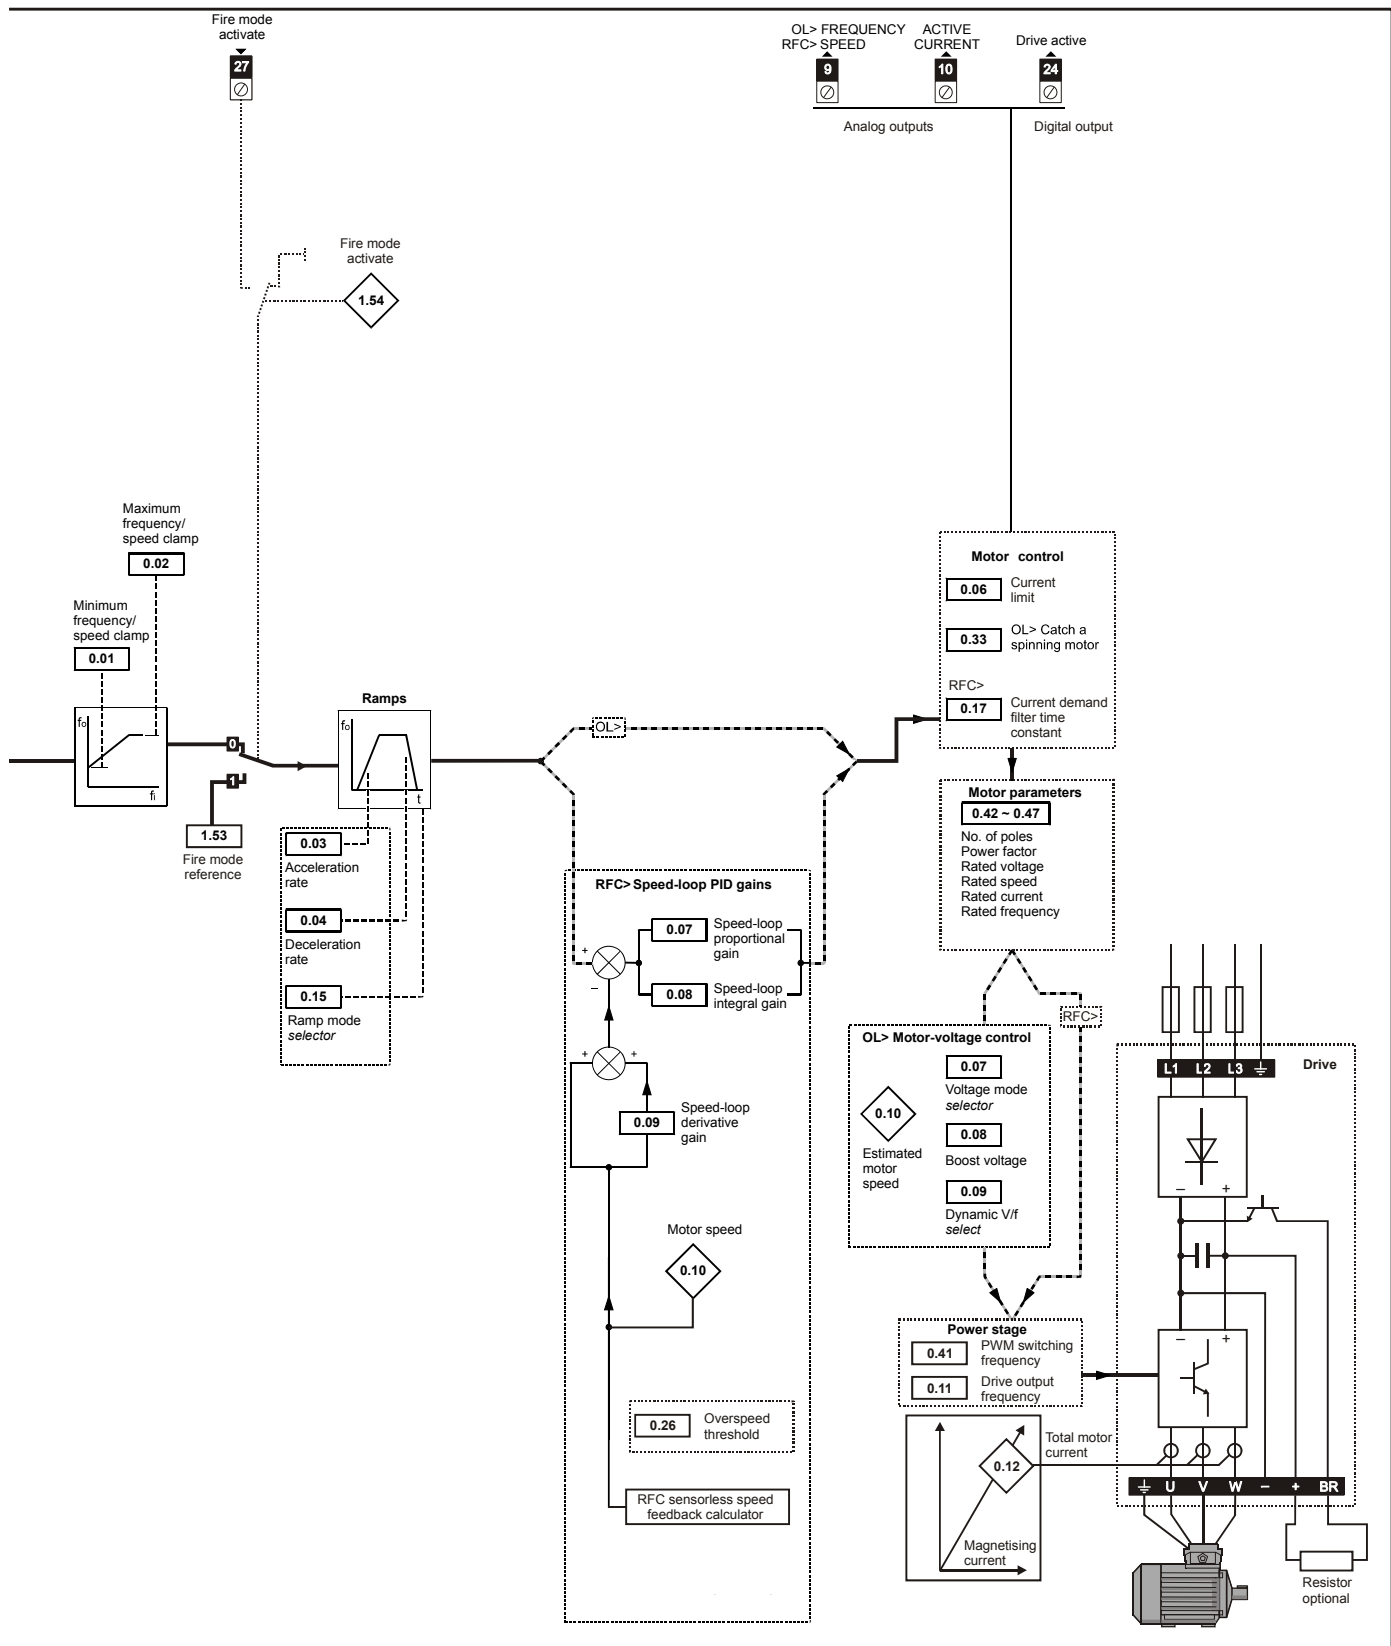 Fire mode
activate
27
OL> FREQUENCY
RFC> SPEED
9
ACTIVE
CURRENT
10
Drive active
24
Analog outputs
Digital output
Fire mode
activate
1.54
Maximum
frequency/
speed clamp
0.02
Minimum
frequency/
speed clamp
0.01
fo
fi
0
1
1.53
Fire mode
reference
Ramps
fo
t
0.03
Acceleration
rate
0.04
Deceleration
rate
0.15
Ramp mode
selector
OL>
RFC> Speed-loop PID gains
+
–
0.07
Speed-loop
proportional
gain
0.08
Speed-loop
integral gain
+
+
0.09
Speed-loop
derivative
gain
Motor speed
0.10
0.26
Overspeed
threshold
RFC sensorless speed
feedback calculator
Motor control
0.06
Current
limit
0.33
OL> Catch a
spinning motor
RFC>
0.17
Current demand
filter time
constant
Motor parameters
0.42 ~ 0.47
No. of poles
Power factor
Rated voltage
Rated speed
Rated current
Rated frequency
RFC>
OL> Motor-voltage control
0.10
Estimated
motor
speed
0.07
Voltage mode
selector
0.08
Boost voltage
0.09
Dynamic V/f
select
Power stage
0.41
PWM switching
frequency
0.11
Drive output
frequency
0.12
Total motor
current
Magnetising
current
L1 L2 L3
Drive
– +
– +
U V W – + BR
Resistor
optional